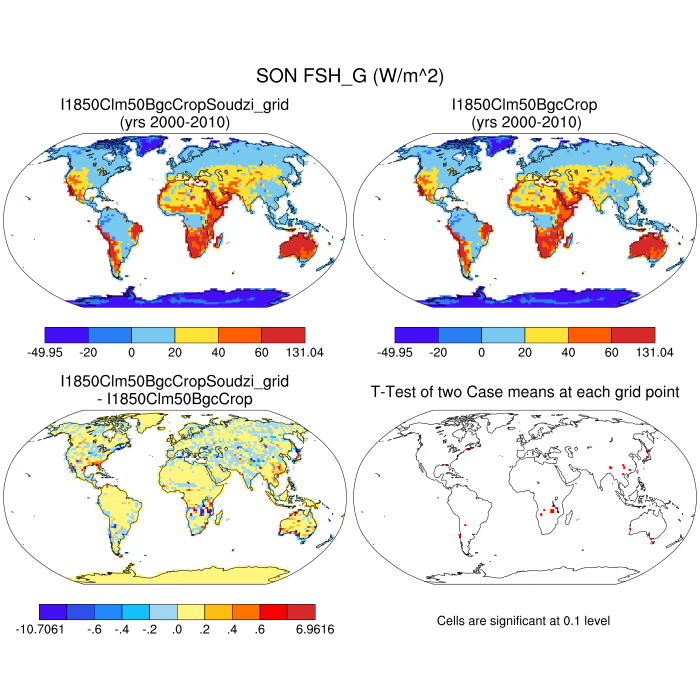 SON FSH_G (W/m^2)
I1850Clm50BgcCropSoudzi_grid
(yrs 2000-2010)
I1850Clm50BgcCrop
(yrs 2000-2010)
-49.95 -20 0 20 40 60 131.04
-49.95 -20 0 20 40 60 131.04
I1850Clm50BgcCropSoudzi_grid
- I1850Clm50BgcCrop
T-Test of two Case means at each grid point
-10.7061 -.6 -.4 -.2 .0 .2 .4 .6 6.9616
Cells are significant at 0.1 level